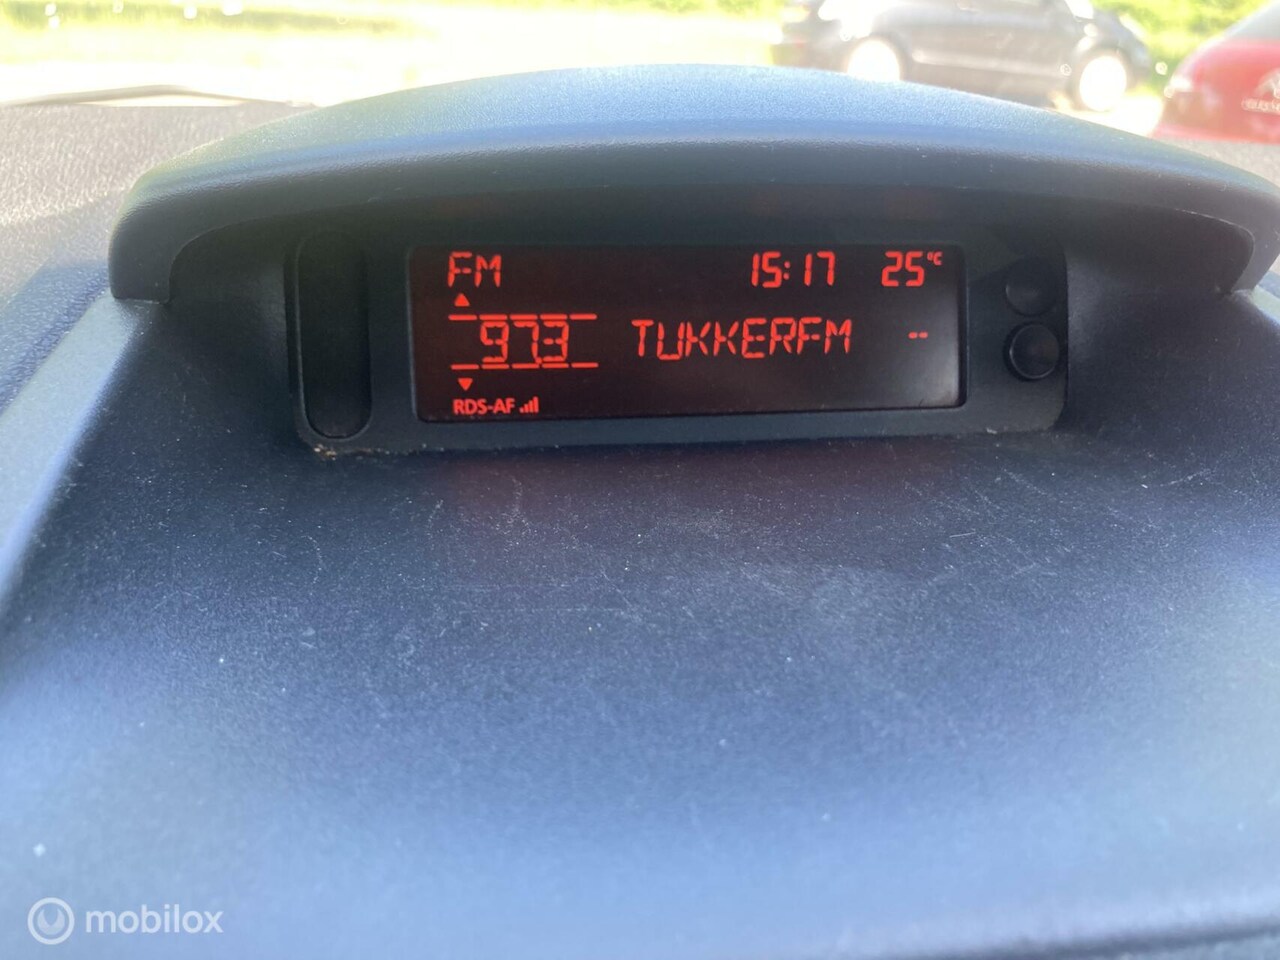 FM 15:17 25°C
97.3 TUKKERFM --
RDS-AF
mobilox